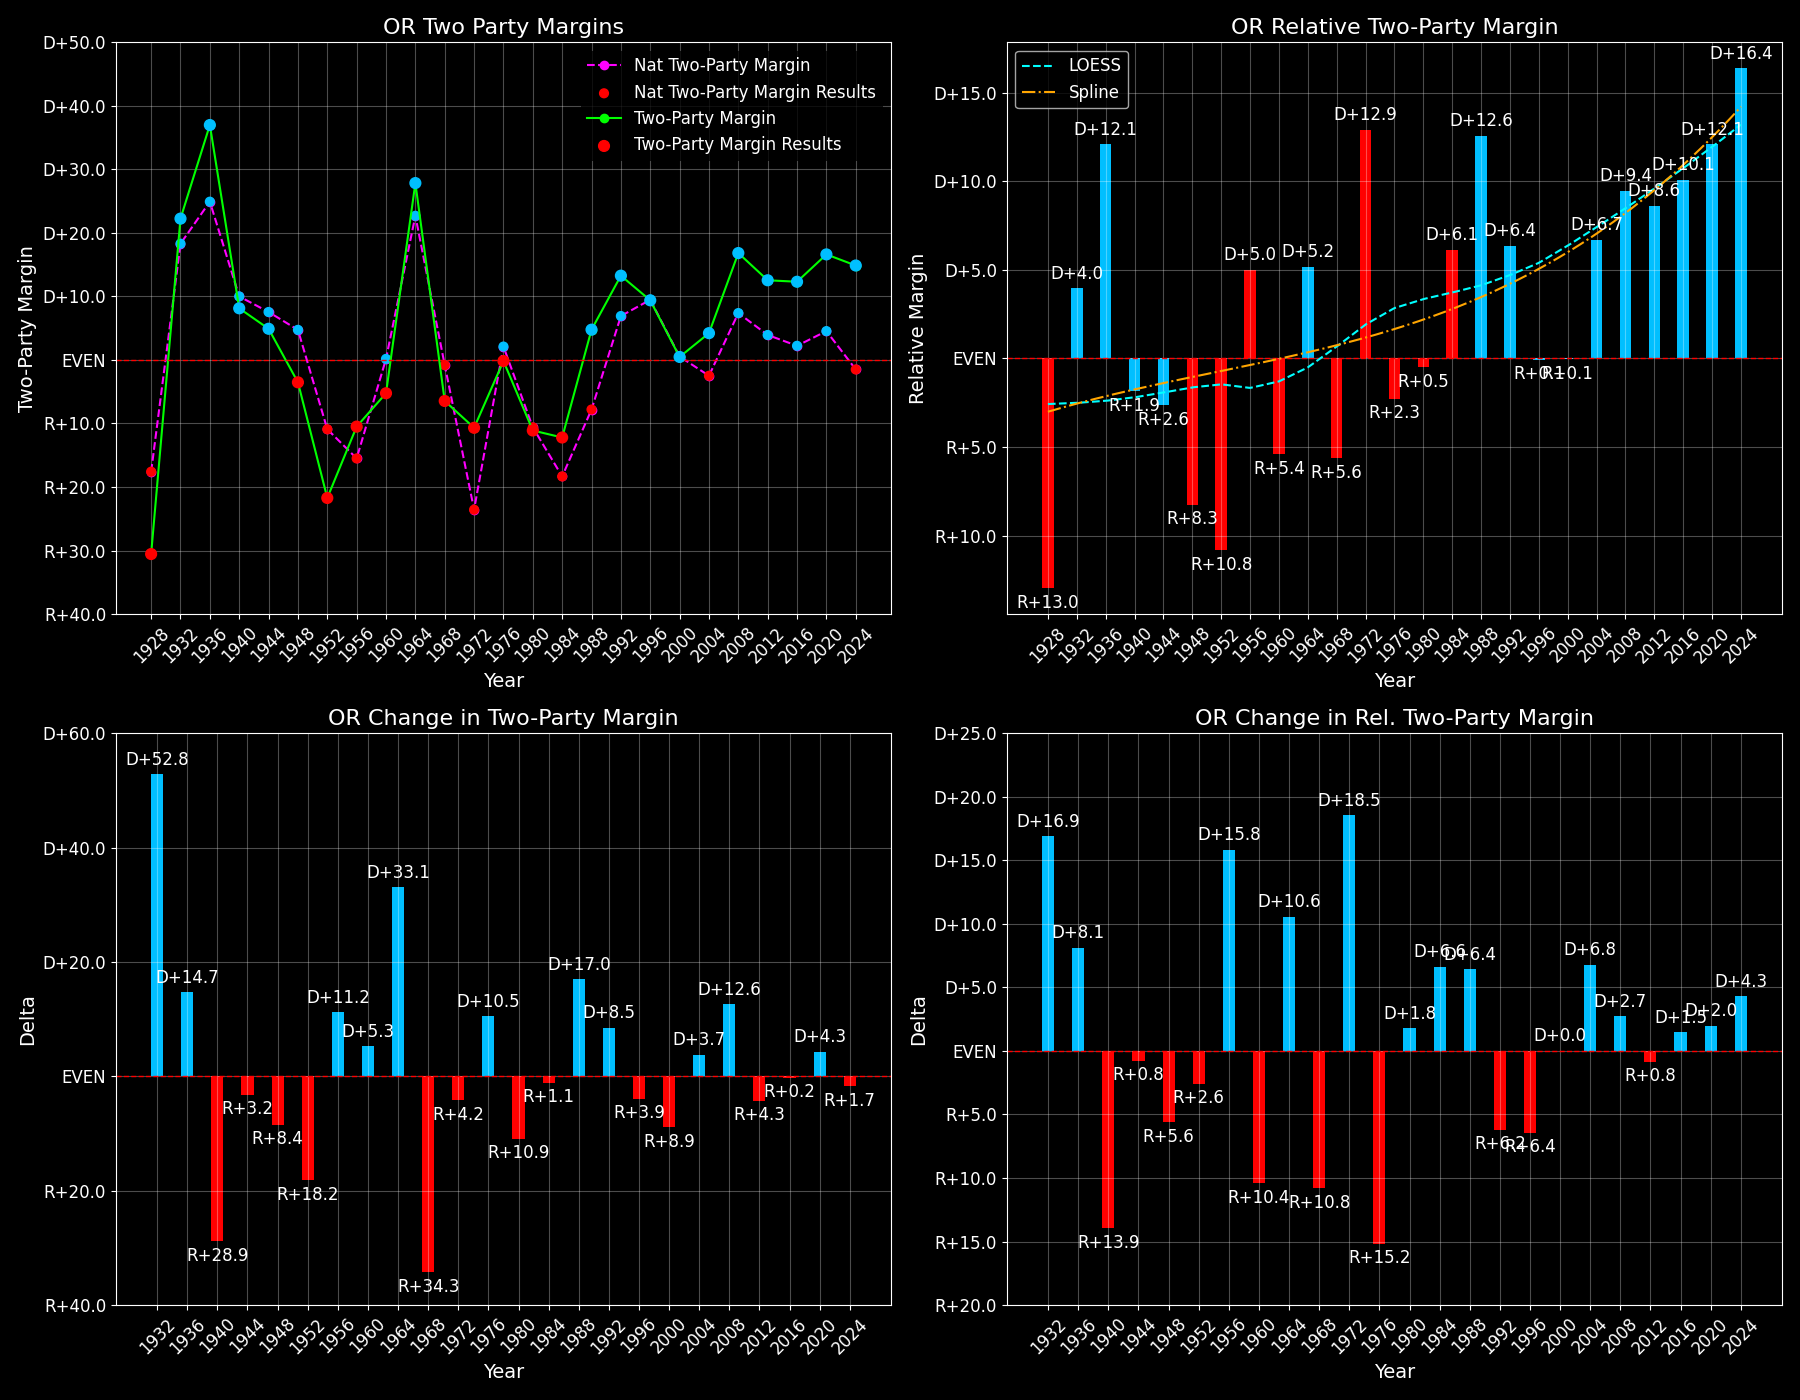 OR Two Party Margins
D+50.0
D+40.0
D+30.0
D+20.0
D+10.0
EVEN
R+10.0
R+20.0
R+30.0
R+40.0
Two-Party Margin
Nat Two-Party Margin
Nat Two-Party Margin Results
Two-Party Margin
Two-Party Margin Results
1928 1932 1936 1940 1944 1948 1952 1956 1960 1964 1968 1972 1976 1980 1984 1988 1992 1996 2000 2004 2008 2012 2016 2020 2024
Year
OR Relative Two-Party Margin
D+15.0
D+10.0
D+5.0
EVEN
R+5.0
R+10.0
Relative Margin
LOESS
Spline
R+13.0
D+4.0
D+12.1
R+1.9
R+2.6
R+8.3
R+10.8
D+5.0
R+5.4
D+5.2
R+5.6
D+12.9
R+2.3
R+0.5
D+6.1
D+12.6
D+6.4
R+0.1
R+0.1
D+6.7
D+9.4
D+8.6
D+10.1
D+12.1
D+16.4
1928 1932 1936 1940 1944 1948 1952 1956 1960 1964 1968 1972 1976 1980 1984 1988 1992 1996 2000 2004 2008 2012 2016 2020 2024
Year
OR Change in Two-Party Margin
D+60.0
D+40.0
D+20.0
EVEN
R+20.0
R+40.0
Delta
D+52.8
D+14.7
R+28.9
R+3.2
R+8.4
R+18.2
D+11.2
D+5.3
D+33.1
R+34.3
R+4.2
D+10.5
R+10.9
R+1.1
D+17.0
D+8.5
R+3.9
R+8.9
D+3.7
D+12.6
R+4.3
R+0.2
D+4.3
R+1.7
1932 1936 1940 1944 1948 1952 1956 1960 1964 1968 1972 1976 1980 1984 1988 1992 1996 2000 2004 2008 2012 2016 2020 2024
Year
OR Change in Rel. Two-Party Margin
D+25.0
D+20.0
D+15.0
D+10.0
D+5.0
EVEN
R+5.0
R+10.0
R+15.0
R+20.0
Delta
D+16.9
D+8.1
R+13.9
R+0.8
R+5.6
R+2.6
D+15.8
R+10.4
D+10.6
R+10.8
D+18.5
R+15.2
D+1.8
D+6.6
D+6.4
R+6.2
R+6.4
D+0.0
D+6.8
D+2.7
R+0.8
D+1.5
D+2.0
D+4.3
1932 1936 1940 1944 1948 1952 1956 1960 1964 1968 1972 1976 1980 1984 1988 1992 1996 2000 2004 2008 2012 2016 2020 2024
Year